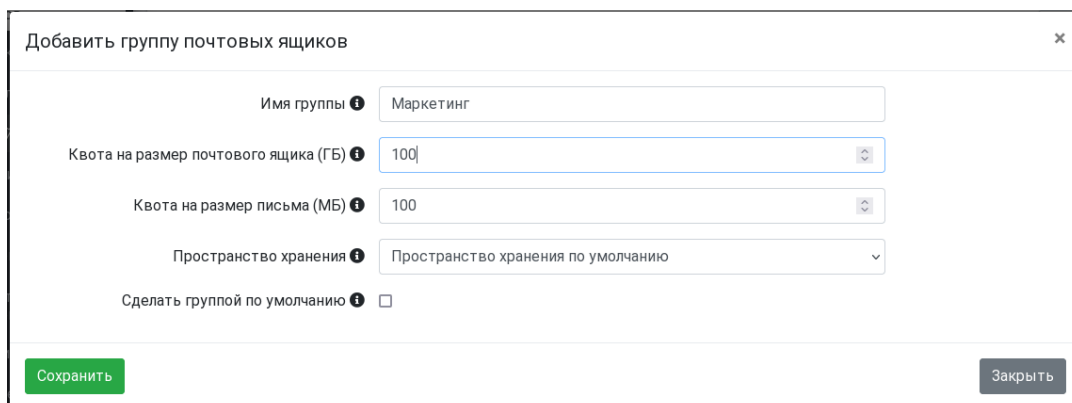 Добавить группу почтовых ящиков ×
Имя группы Маркетинг
Квота на размер почтового ящика (ГБ) 100
Квота на размер письма (МБ) 100
Пространство хранения Пространство хранения по умолчанию
Сделать группой по умолчанию
Сохранить Закрыть